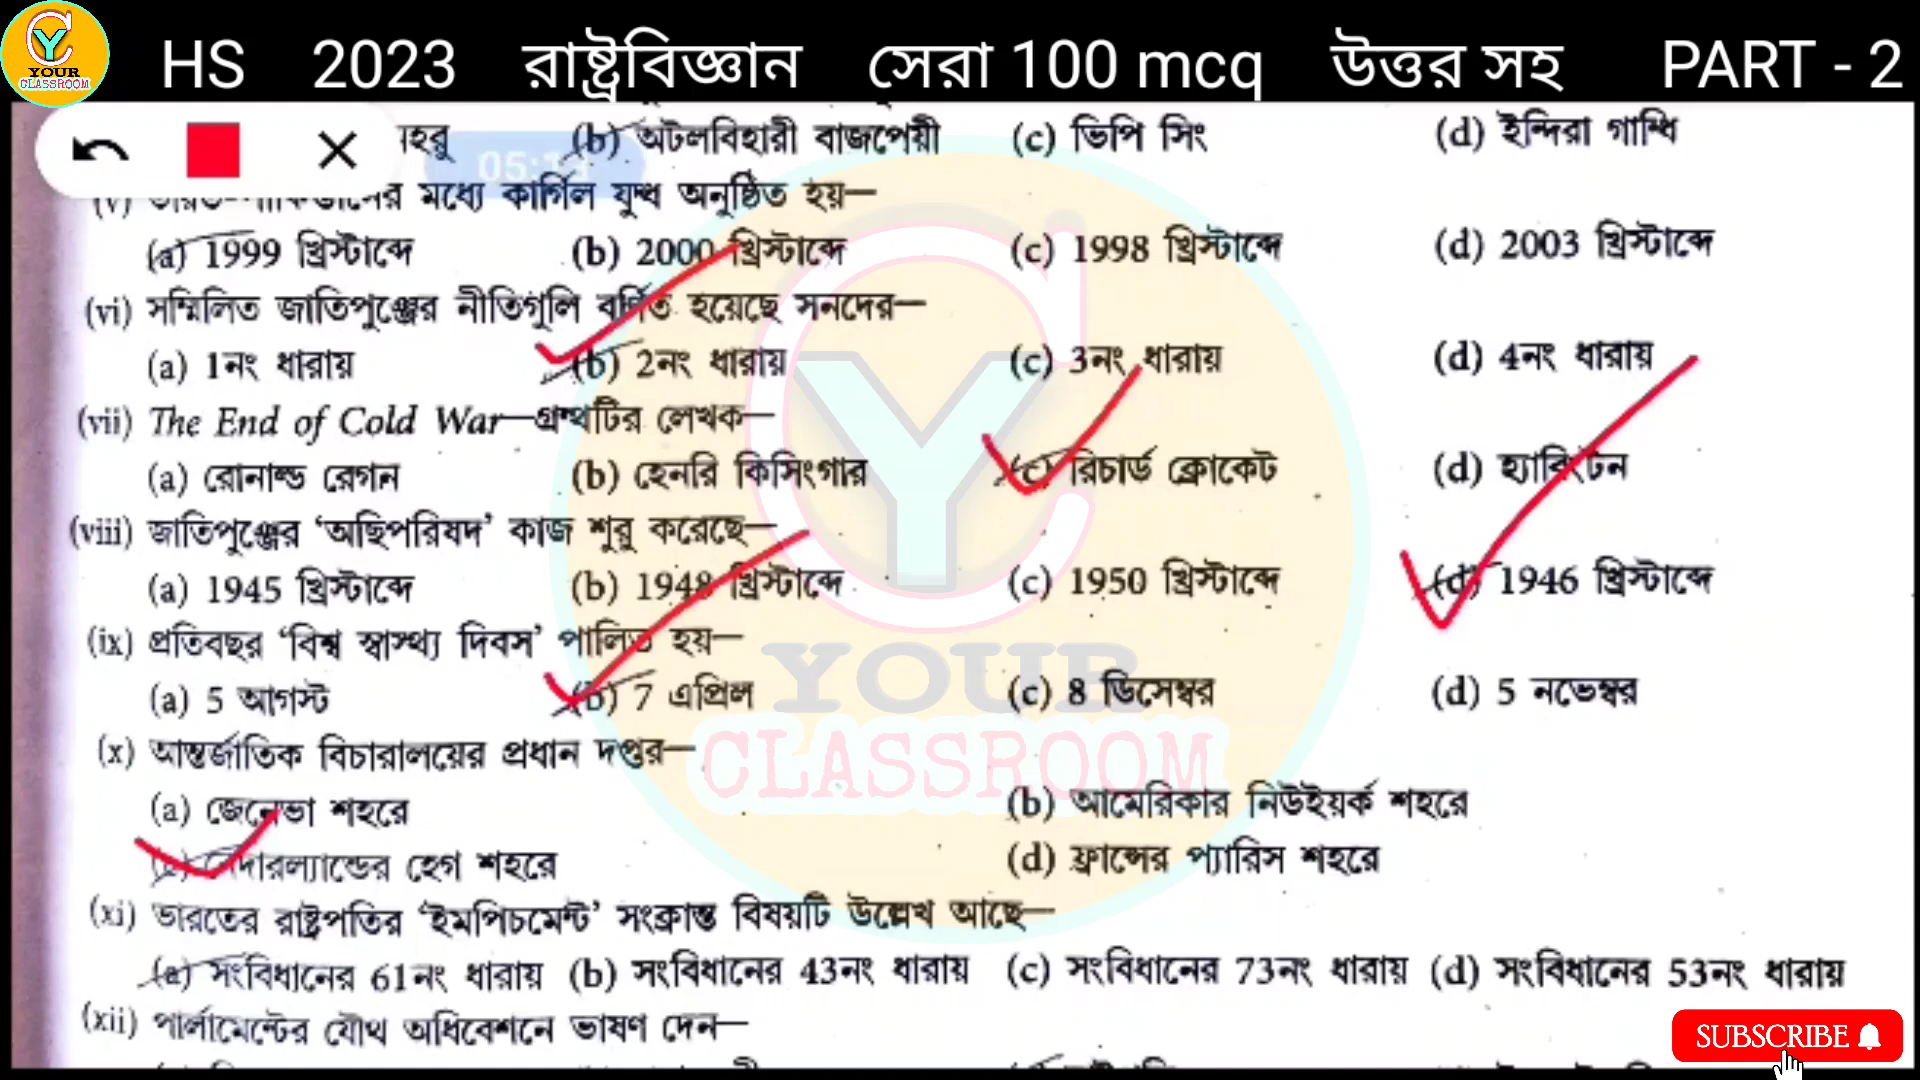 YOUR
CLASSROOM
HS 2023 রাষ্ট্রবিজ্ঞান সেরা 100 mcq উত্তর সহ PART - 2
(b) অটলবিহারী বাজপেয়ী (c) ভিপি সিং (d) ইন্দিরা গান্ধি
মধ্যে কার্গিল যুদ্ধ অনুষ্ঠিত হয়—
(a) 1999 খ্রিস্টাব্দে (b) 2000 খ্রিস্টাব্দে (c) 1998 খ্রিস্টাব্দে (d) 2003 খ্রিস্টাব্দে
(vi) সম্মিলিত জাতিপুঞ্জের নীতিগুলি বর্ণিত হয়েছে সনদের—
(a) 1নং ধারায় (b) 2নং ধারায় (c) 3নং ধারায় (d) 4নং ধারায়
(vii) The End of Cold War—গ্রন্থটির লেখক—
(a) রোনাল্ড রেগন (b) হেনরি কিসিংগার (c) রিচার্ড ক্রোকেট (d) হ্যারিংটন
(viii) জাতিপুঞ্জের ‘অছিপরিষদ’ কাজ শুরু করেছে—
(a) 1945 খ্রিস্টাব্দে (b) 1948 খ্রিস্টাব্দে (c) 1950 খ্রিস্টাব্দে (d) 1946 খ্রিস্টাব্দে
(ix) প্রতিবছর ‘বিশ্ব স্বাস্থ্য দিবস’ পালিত হয়—
(a) 5 আগস্ট (b) 7 এপ্রিল (c) 8 ডিসেম্বর (d) 5 নভেম্বর
YOUR
CLASSROOM
(x) আন্তর্জাতিক বিচারালয়ের প্রধান দপ্তর—
(a) জেনেভা শহরে (b) আমেরিকার নিউইয়র্ক শহরে
(c) নেদারল্যান্ডের হেগ শহরে (d) ফ্রান্সের প্যারিস শহরে
(xi) ভারতের রাষ্ট্রপতির ‘ইমপিচমেন্ট’ সংক্রান্ত বিষয়টি উল্লেখ আছে—
(a) সংবিধানের 61নং ধারায় (b) সংবিধানের 43নং ধারায় (c) সংবিধানের 73নং ধারায় (d) সংবিধানের 53নং ধারায়
(xii) পার্লামেন্টের যৌথ অধিবেশনে ভাষণ দেন—
SUBSCRIBE